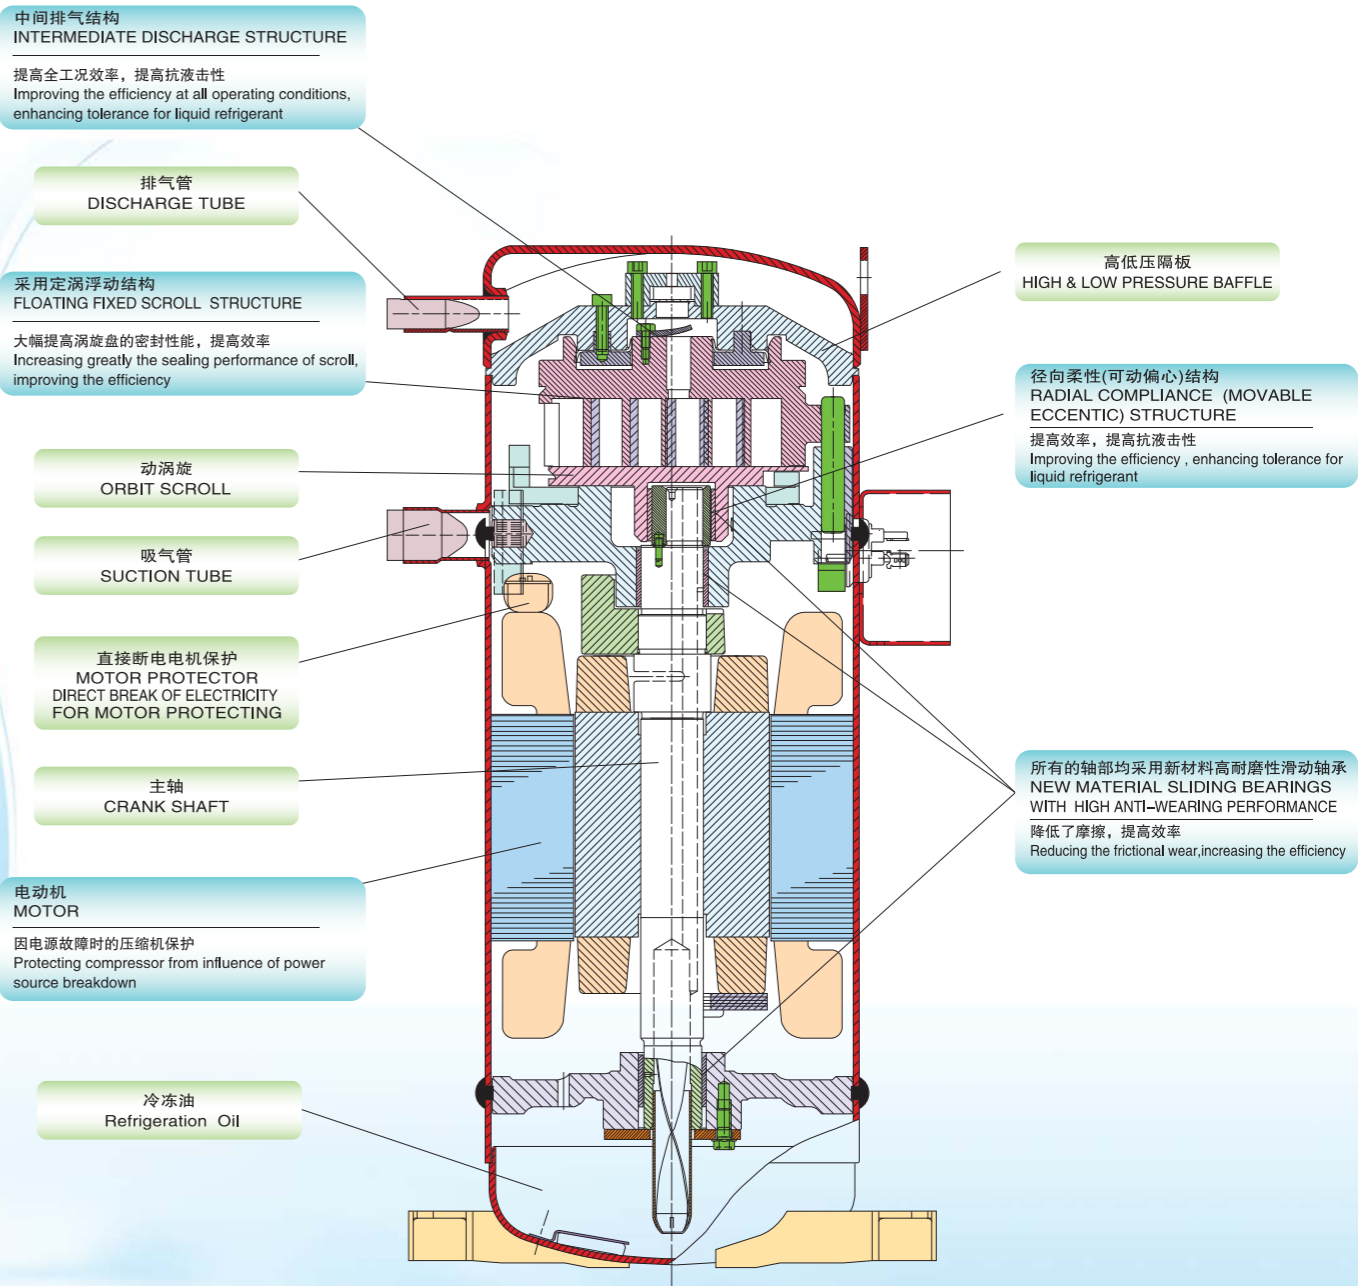 中间排气结构
INTERMEDIATE DISCHARGE STRUCTURE
提高全工况效率，提高抗液击性
Improving the efficiency at all operating conditions,
enhancing tolerance for liquid refrigerant
排气管
DISCHARGE TUBE
采用定涡浮动结构
FLOATING FIXED SCROLL STRUCTURE
大幅提高涡旋盘的密封性能，提高效率
Increasing greatly the sealing performance of scroll,
improving the efficiency
动涡旋
ORBIT SCROLL
吸气管
SUCTION TUBE
直接断电电机保护
MOTOR PROTECTOR
DIRECT BREAK OF ELECTRICITY
FOR MOTOR PROTECTING
主轴
CRANK SHAFT
电动机
MOTOR
因电源故障时的压缩机保护
Protecting compressor from influence of power
source breakdown
冷冻油
Refrigeration Oil
高低压隔板
HIGH & LOW PRESSURE BAFFLE
径向柔性(可动偏心)结构
RADIAL COMPLIANCE (MOVABLE
ECCENTIC) STRUCTURE
提高效率，提高抗液击性
Improving the efficiency , enhancing tolerance for
liquid refrigerant
所有的轴部均采用新材料高耐磨性滑动轴承
NEW MATERIAL SLIDING BEARINGS
WITH HIGH ANTI-WEARING PERFORMANCE
降低了摩擦，提高效率
Reducing the frictional wear,increasing the efficiency